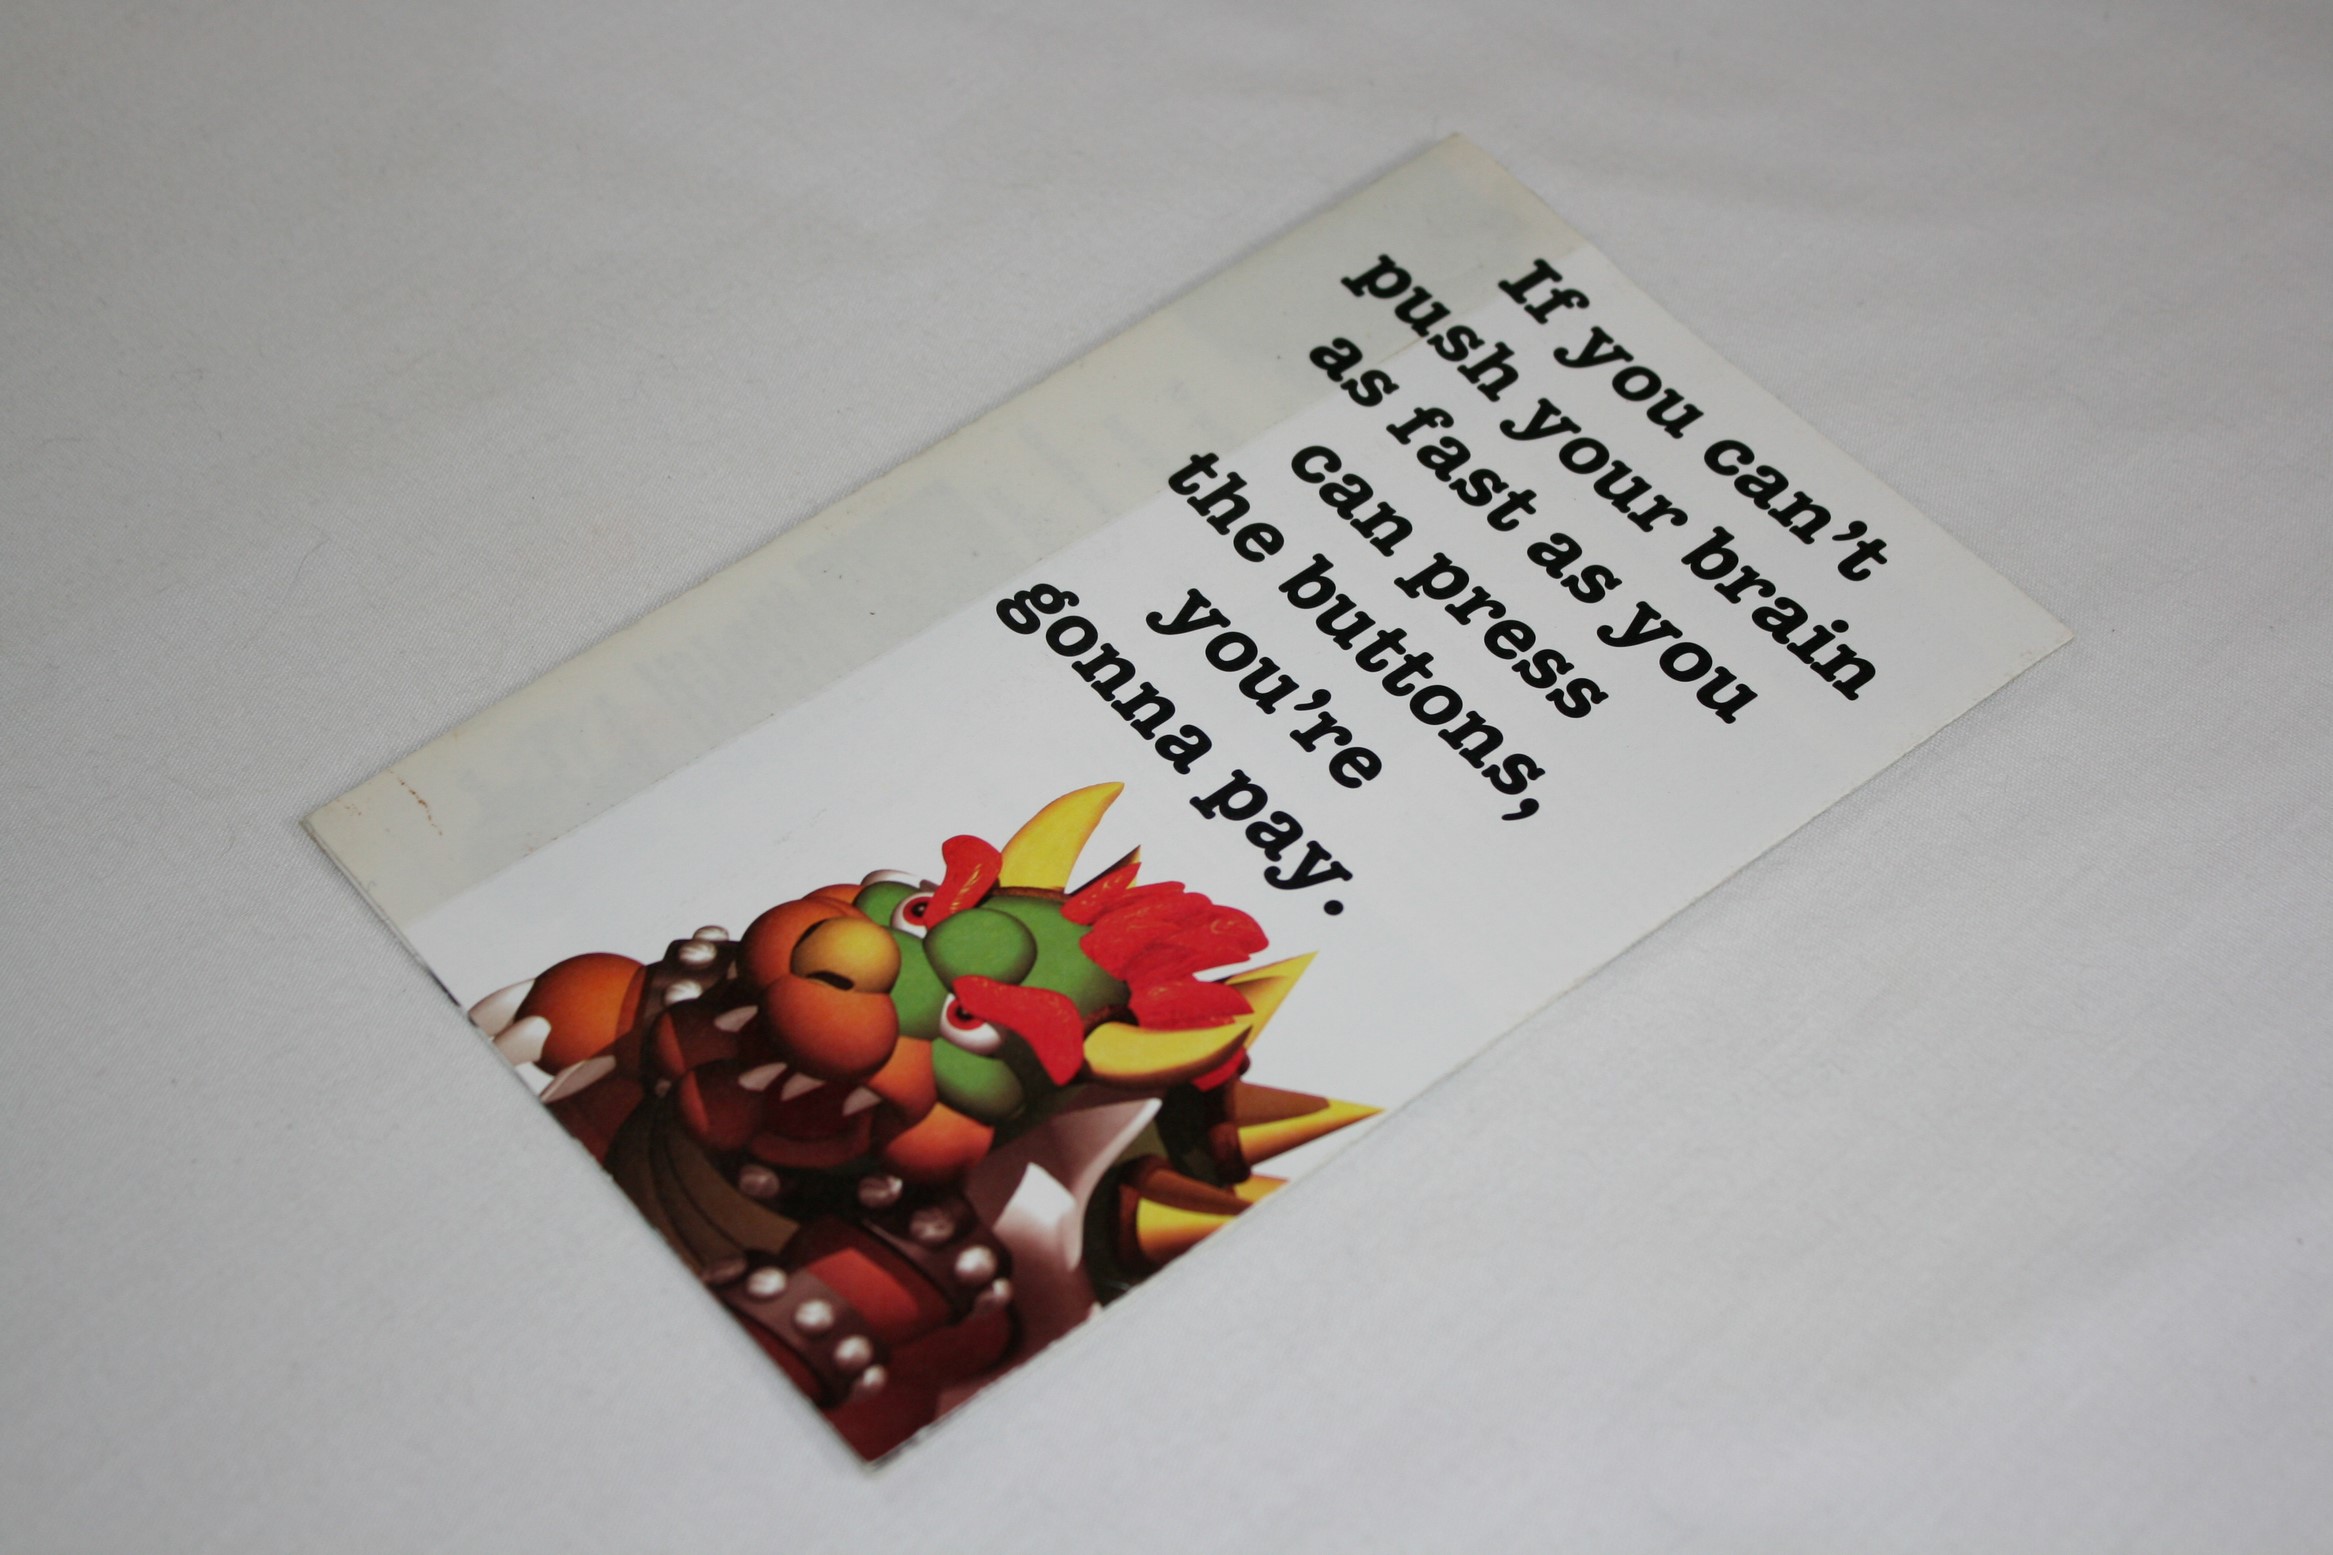 If you can't
push your brain
as fast as you
can press
the buttons,
you're
gonna pay.